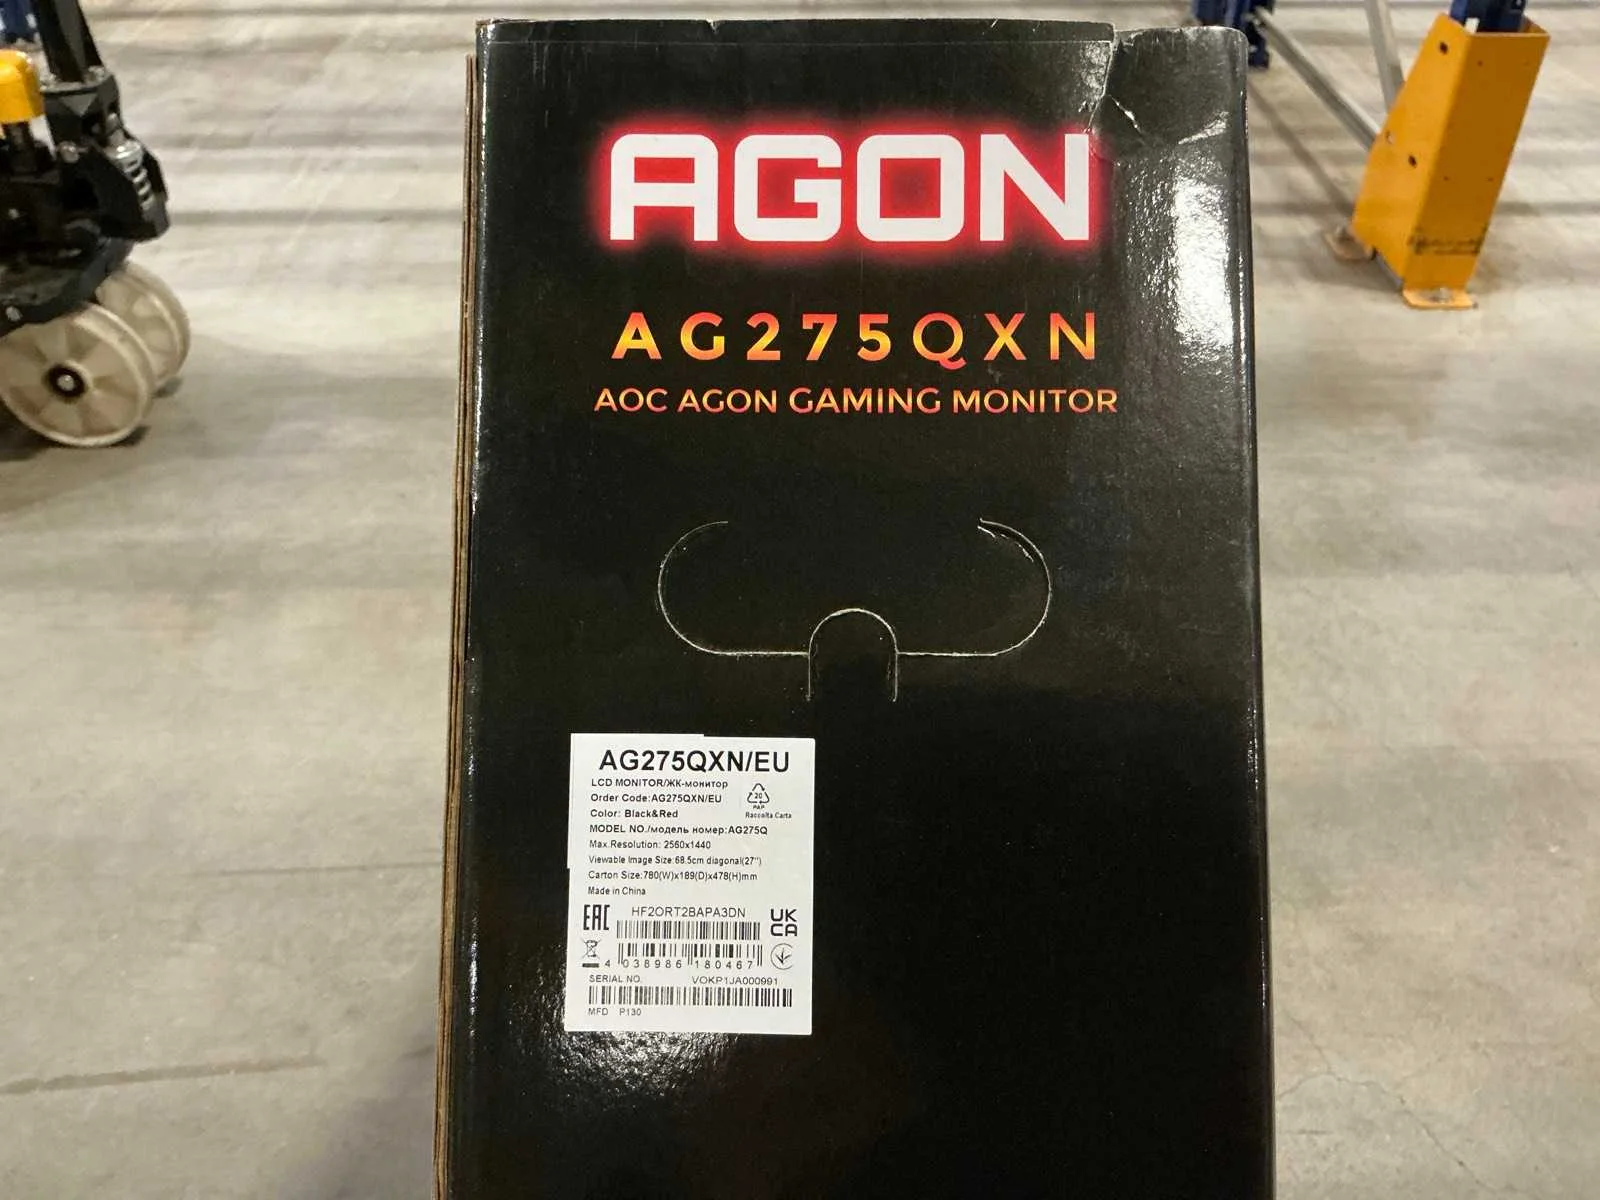 AGON
AG275QXN
AOC AGON GAMING MONITOR
AG275QXN/EU
LCD MONITOR/ЖК-монитор
Order Code:AG275QXN/EU
Color: Black&Red
20
PAP
Raccolta Carta
MODEL NO./модель номер:AG275Q
Max.Resolution: 2560x1440
Viewable Image Size:68.5cm diagonal(27")
Carton Size:780(W)x189(D)x478(H)mm
Made in China
EAC
HF2ORT2BAPA3DN
UK
CA
4 038986 180467
SERIAL NO. VOKP1JA000991
MFD P130